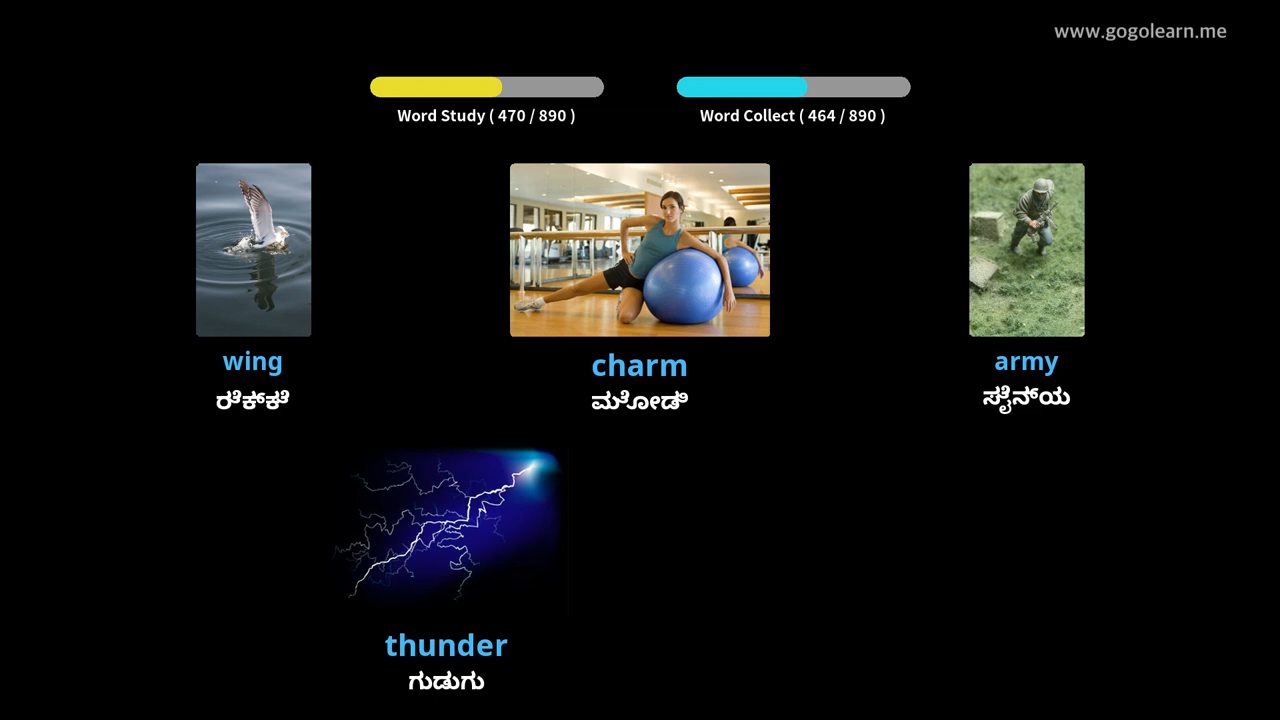 www.gogolearn.me
Word Study ( 470 / 890 )
Word Collect ( 464 / 890 )
wing
ರೆಕ್ಕೆ
charm
ಮೋಡಿ
army
ಸೈನ್ಯ
thunder
ಗುಡುಗು